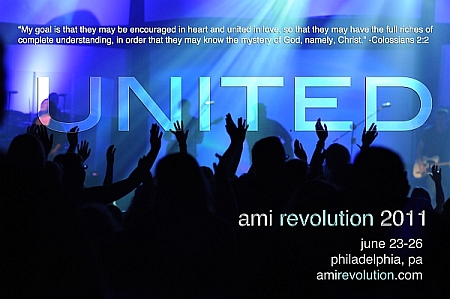 "My goal is that they may be encouraged in heart and united in love, so that they may have the full riches of
complete understanding, in order that they may know the mystery of God, namely, Christ." -Colossians 2:2
UNITED
ami revolution 2011
june 23-26
philadelphia, pa
amirevolution.com